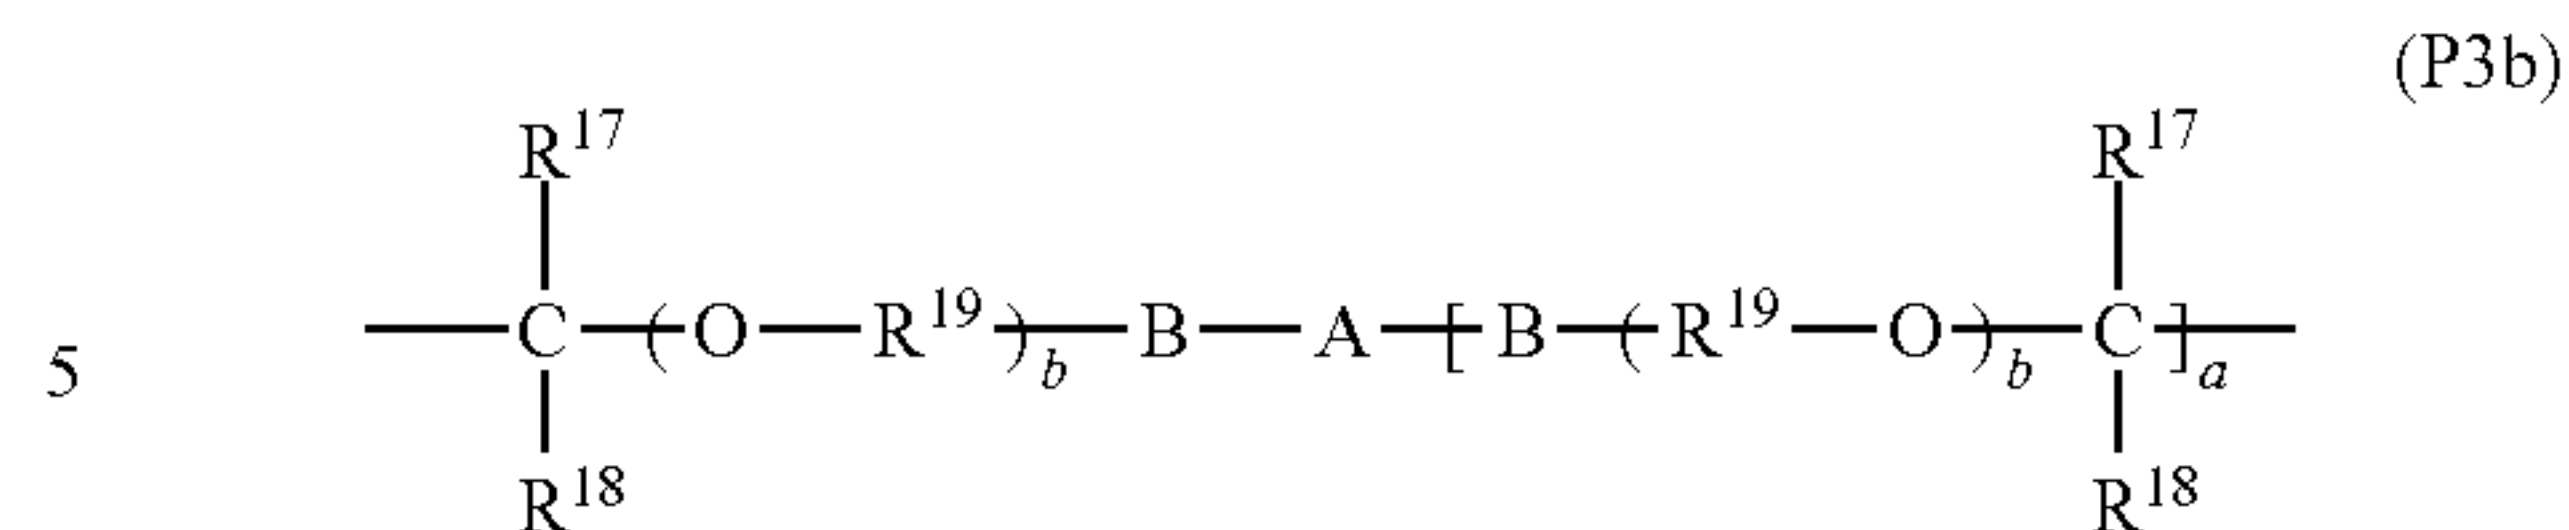 (P3b)
R17 R17
5 —C—(O—R19)b—B—A—[B—(R19—O)b—C]a—
R18 R18